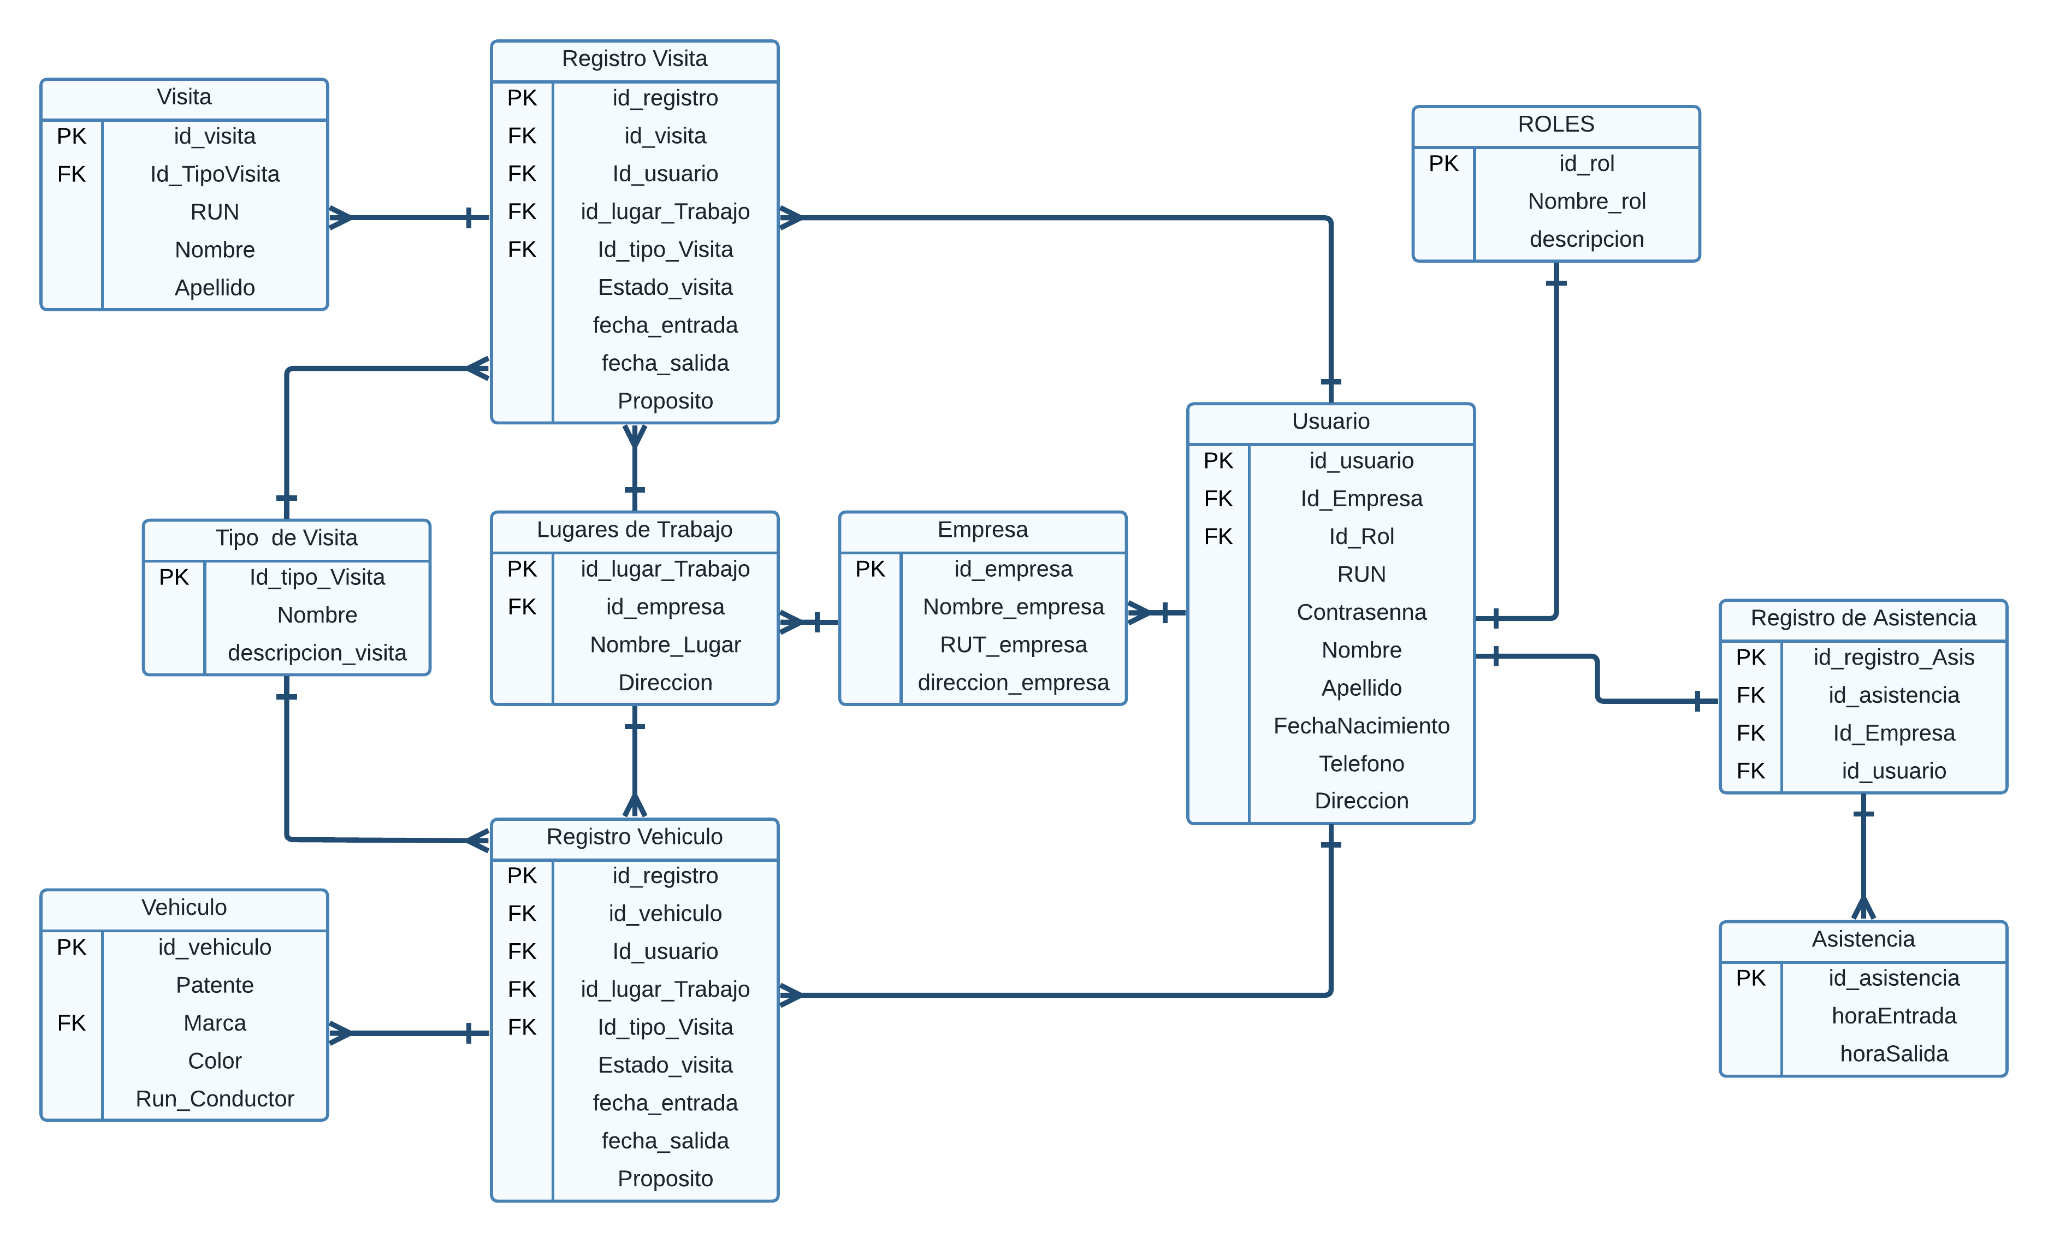 Visita
PK id_visita
FK Id_TipoVisita
RUN
Nombre
Apellido
Registro Visita
PK id_registro
FK id_visita
FK Id_usuario
FK id_lugar_Trabajo
FK Id_tipo_Visita
Estado_visita
fecha_entrada
fecha_salida
Proposito
ROLES
PK id_rol
Nombre_rol
descripcion
Tipo  de Visita
PK Id_tipo_Visita
Nombre
descripcion_visita
Lugares de Trabajo
PK id_lugar_Trabajo
FK id_empresa
Nombre_Lugar
Direccion
Empresa
PK id_empresa
Nombre_empresa
RUT_empresa
direccion_empresa
Usuario
PK id_usuario
FK Id_Empresa
FK Id_Rol
RUN
Contrasenna
Nombre
Apellido
FechaNacimiento
Telefono
Direccion
Registro de Asistencia
PK id_registro_Asis
FK id_asistencia
FK Id_Empresa
FK id_usuario
Vehiculo
PK id_vehiculo
Patente
FK Marca
Color
Run_Conductor
Registro Vehiculo
PK id_registro
FK id_vehiculo
FK Id_usuario
FK id_lugar_Trabajo
FK Id_tipo_Visita
Estado_visita
fecha_entrada
fecha_salida
Proposito
Asistencia
PK id_asistencia
horaEntrada
horaSalida